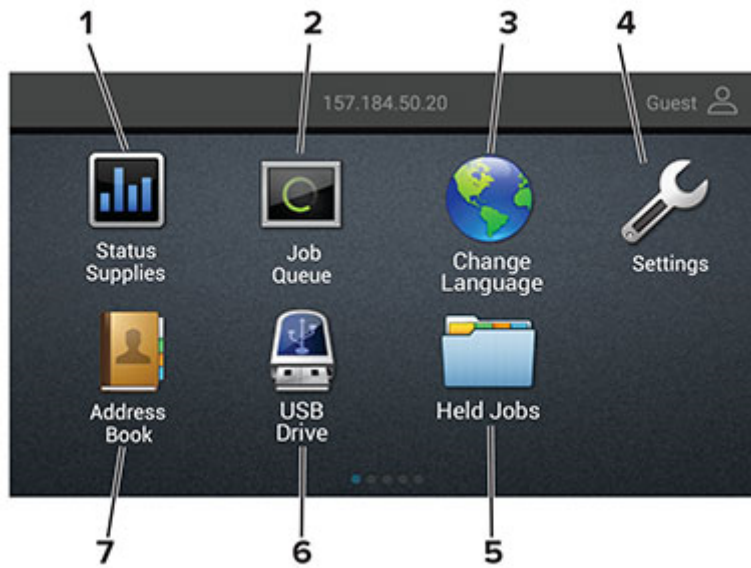 1 2 3 4
157.184.50.20 Guest
Status
Supplies
Job
Queue
Change
Language
Settings
Address
Book
USB
Drive
Held Jobs
7 6 5